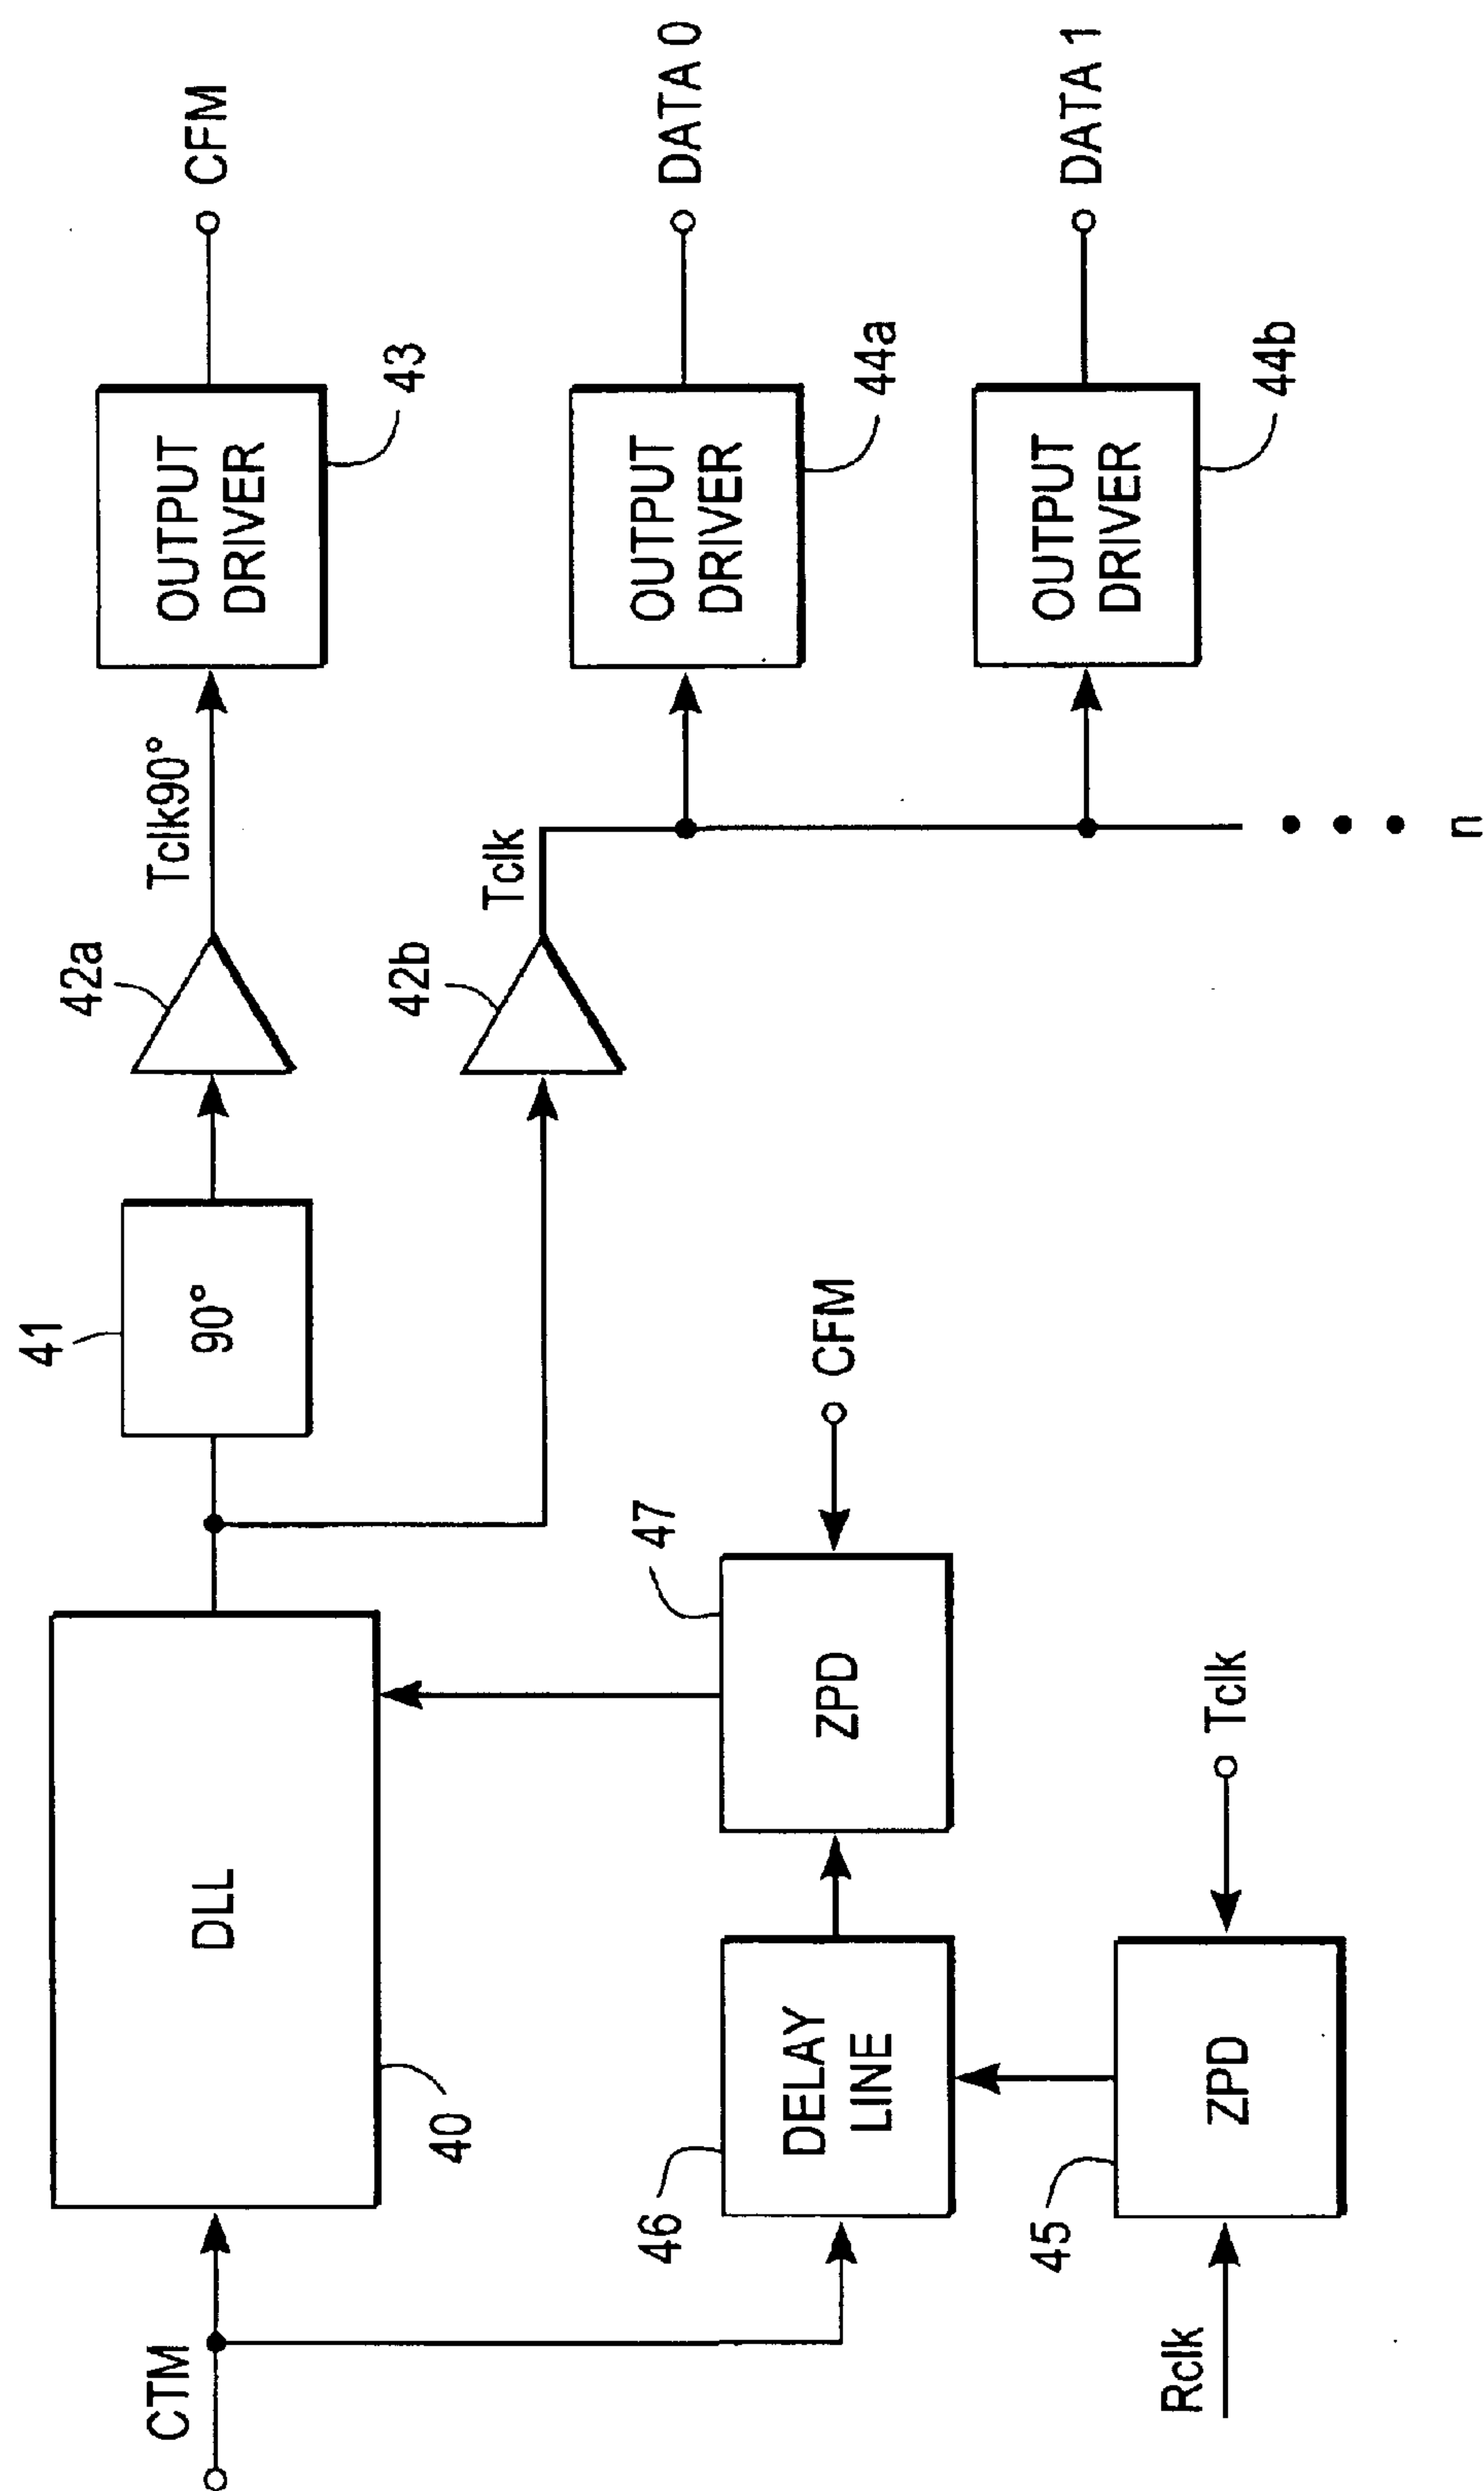 CTM
DLL
40
41
90°
42a
Tclk90°
OUTPUT
DRIVER
43
CFM
42b
Tclk
OUTPUT
DRIVER
44a
DATA 0
OUTPUT
DRIVER
44b
DATA 1
n
46
DELAY
LINE
47
ZPD
CFM
Rclk
45
ZPD
Tclk